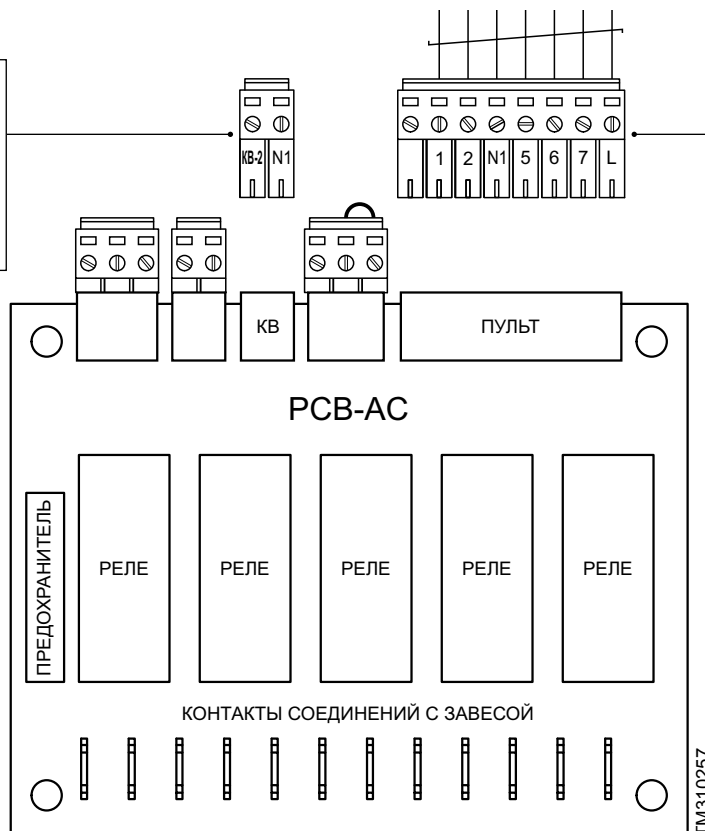 КВ-2 N1
1 2 N1 5 6 7 L
КВ
ПУЛЬТ
PCB-AC
ПРЕДОХРАНИТЕЛЬ
РЕЛЕ РЕЛЕ РЕЛЕ РЕЛЕ РЕЛЕ
КОНТАКТЫ СОЕДИНЕНИЙ С ЗАВЕСОЙ
TM310257